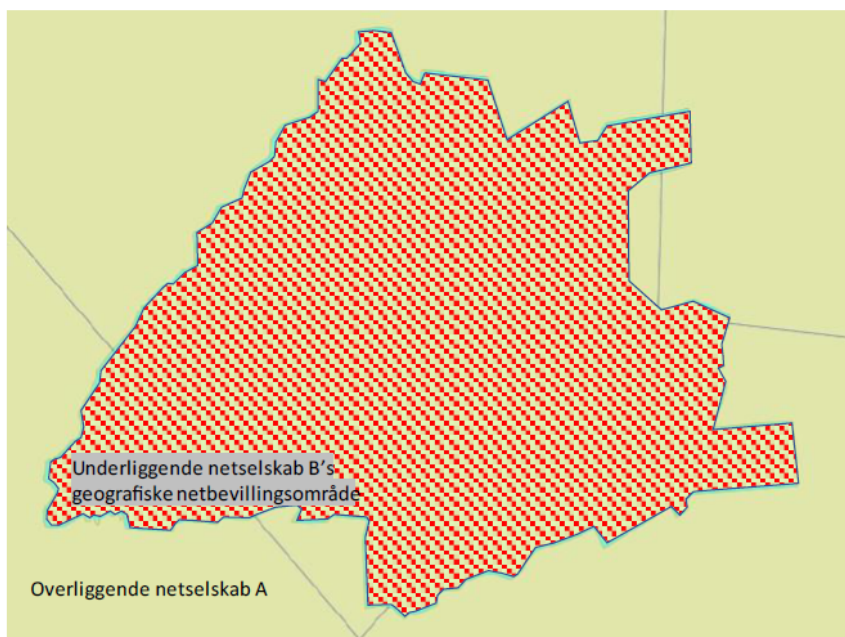 Underliggende netselskab B's
geografiske netbevillingsområde
Overliggende netselskab A